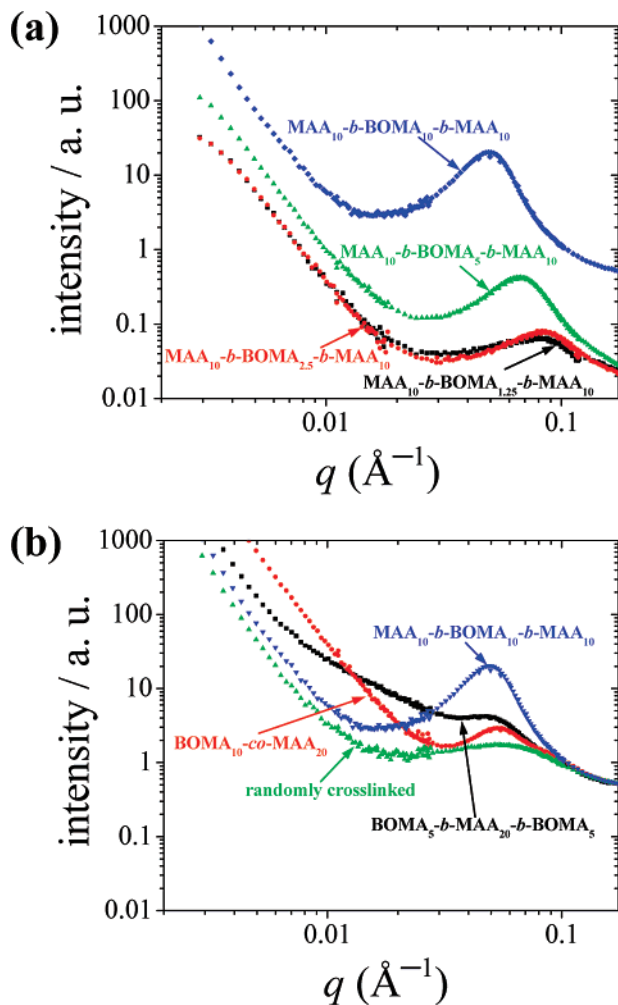 (a)
1000
100
10
1
0.1
0.01
intensity / a. u.
MAA₁₀-b-BOMA₁₀-b-MAA₁₀
MAA₁₀-b-BOMA₅-b-MAA₁₀
MAA₁₀-b-BOMA₂.₅-b-MAA₁₀
MAA₁₀-b-BOMA₁.₂₅-b-MAA₁₀
0.01 0.1
q (Å⁻¹)
(b)
1000
100
10
1
0.1
0.01
intensity / a. u.
MAA₁₀-b-BOMA₁₀-b-MAA₁₀
BOMA₁₀-co-MAA₂₀
randomly crosslinked
BOMA₅-b-MAA₂₀-b-BOMA₅
0.01 0.1
q (Å⁻¹)